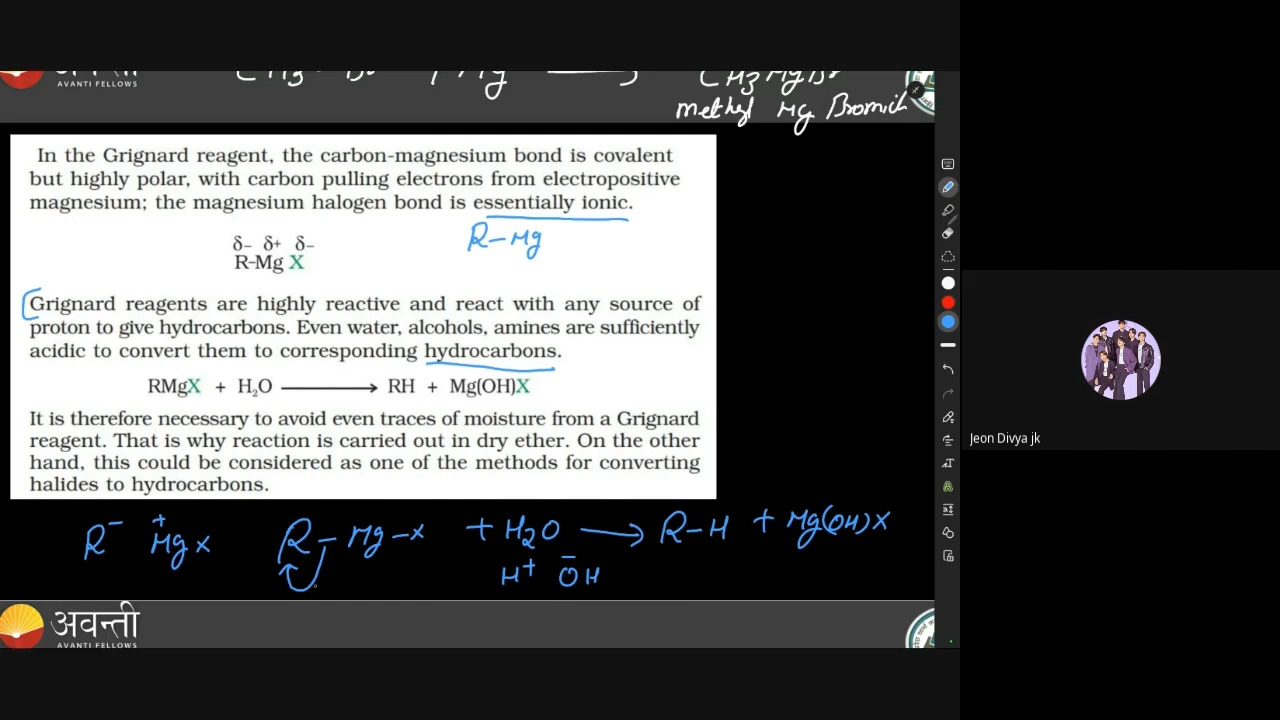 अवन्ती
AVANTI FELLOWS
CH3 Mg
CH3MgBr
methyl Mg
In the Grignard reagent, the carbon-magnesium bond is covalent
but highly polar, with carbon pulling electrons from electropositive
magnesium; the magnesium halogen bond is essentially ionic.
R-Mg
δ– δ+ δ–
R–Mg X
Grignard reagents are highly reactive and react with any source of
proton to give hydrocarbons. Even water, alcohols, amines are sufficiently
acidic to convert them to corresponding hydrocarbons.
RMgX + H₂O ⟶ RH + Mg(OH)X
It is therefore necessary to avoid even traces of moisture from a Grignard
reagent. That is why reaction is carried out in dry ether. On the other
hand, this could be considered as one of the methods for converting
halides to hydrocarbons.
R⁻ ⁺MgX R–Mg–X + H2O ⟶ R–H + Mg(OH)X
H⁺ ⁻OH
अवन्ती
AVANTI FELLOWS
Jeon Divya jk